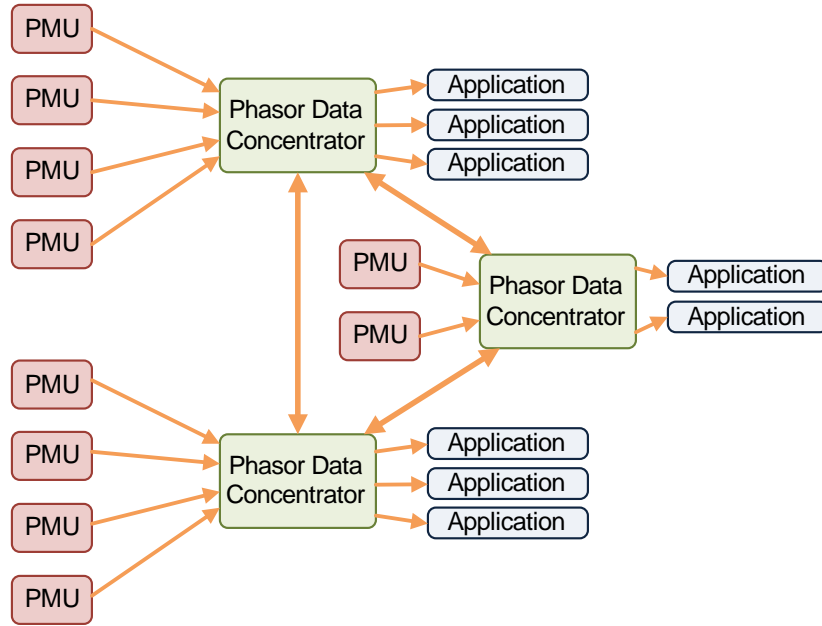 PMU
PMU
PMU
PMU
Phasor Data
Concentrator
Application
Application
Application
PMU
PMU
Phasor Data
Concentrator
Application
Application
PMU
PMU
PMU
PMU
Phasor Data
Concentrator
Application
Application
Application